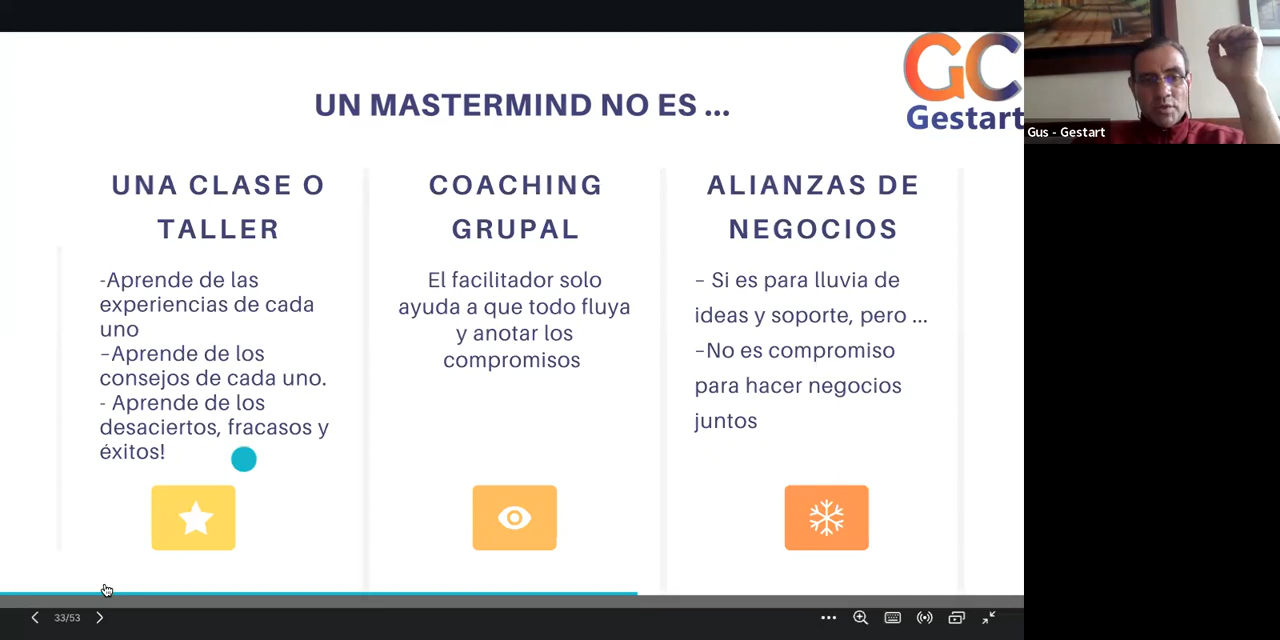 UN MASTERMIND NO ES ...
GC
Gestart
Gus - Gestart
UNA CLASE O
TALLER
-Aprende de las
experiencias de cada
uno
-Aprende de los
consejos de cada uno.
- Aprende de los
desaciertos, fracasos y
éxitos!
COACHING
GRUPAL
El facilitador solo
ayuda a que todo fluya
y anotar los
compromisos
ALIANZAS DE
NEGOCIOS
- Si es para lluvia de
ideas y soporte, pero ...
-No es compromiso
para hacer negocios
juntos
33/53